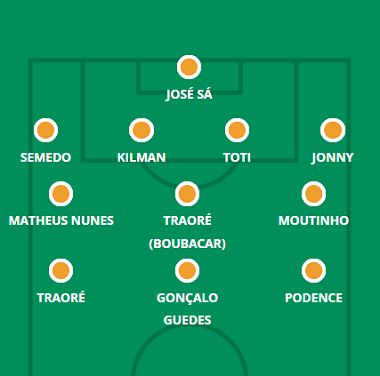 JOSÉ SÁ
SEMEDO KILMAN TOTI JONNY
MATHEUS NUNES TRAORÉ MOUTINHO
(BOUBACAR)
TRAORÉ GONÇALO PODENCE
GUEDES